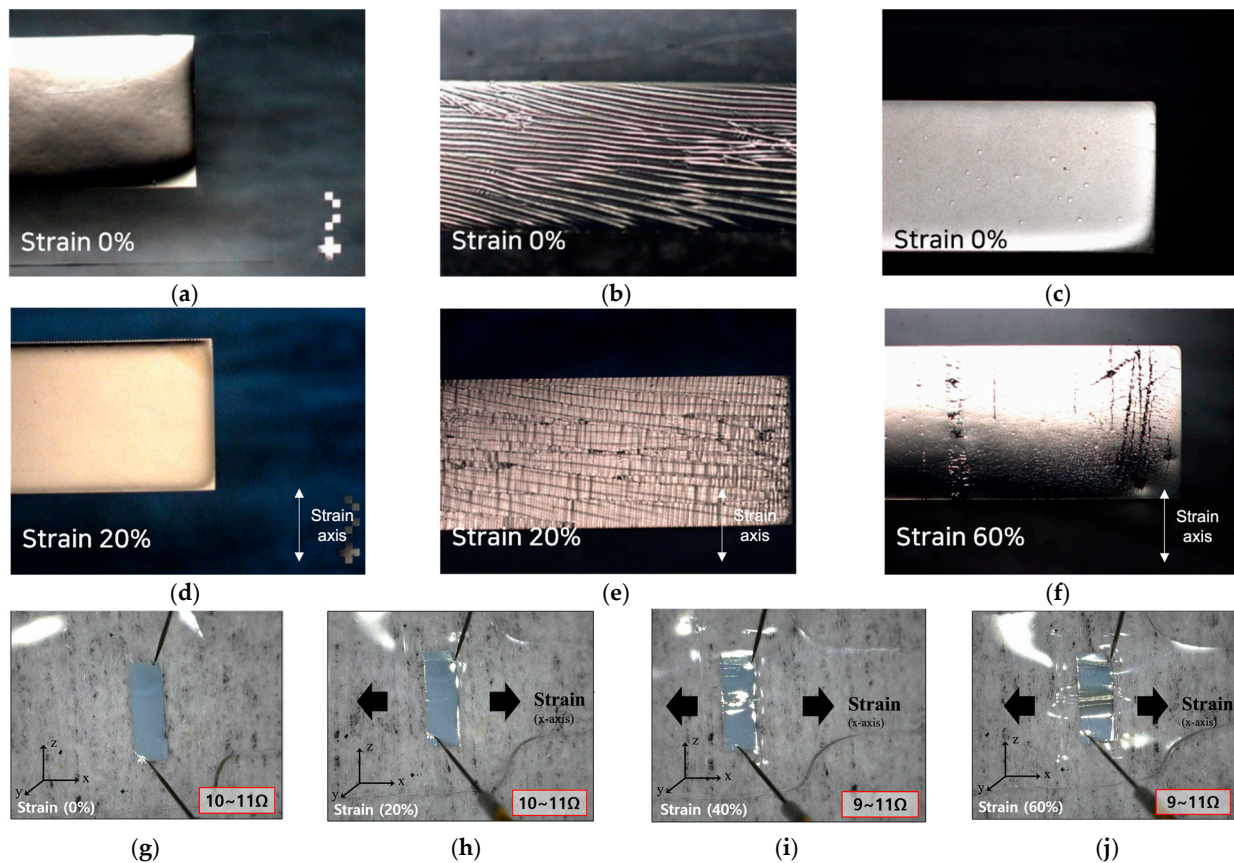 Strain 0%
Strain 0%
Strain 0%
(a)
(b)
(c)
Strain 20%
Strain
axis
Strain 20%
Strain
axis
Strain 60%
Strain
axis
(d)
(e)
(f)
z
x
y
Strain (0%)
10~11Ω
Strain
(x-axis)
z
x
y
Strain (20%)
10~11Ω
Strain
(x-axis)
z
x
y
Strain (40%)
9~11Ω
Strain
(x-axis)
z
x
y
Strain (60%)
9~11Ω
(g)
(h)
(i)
(j)